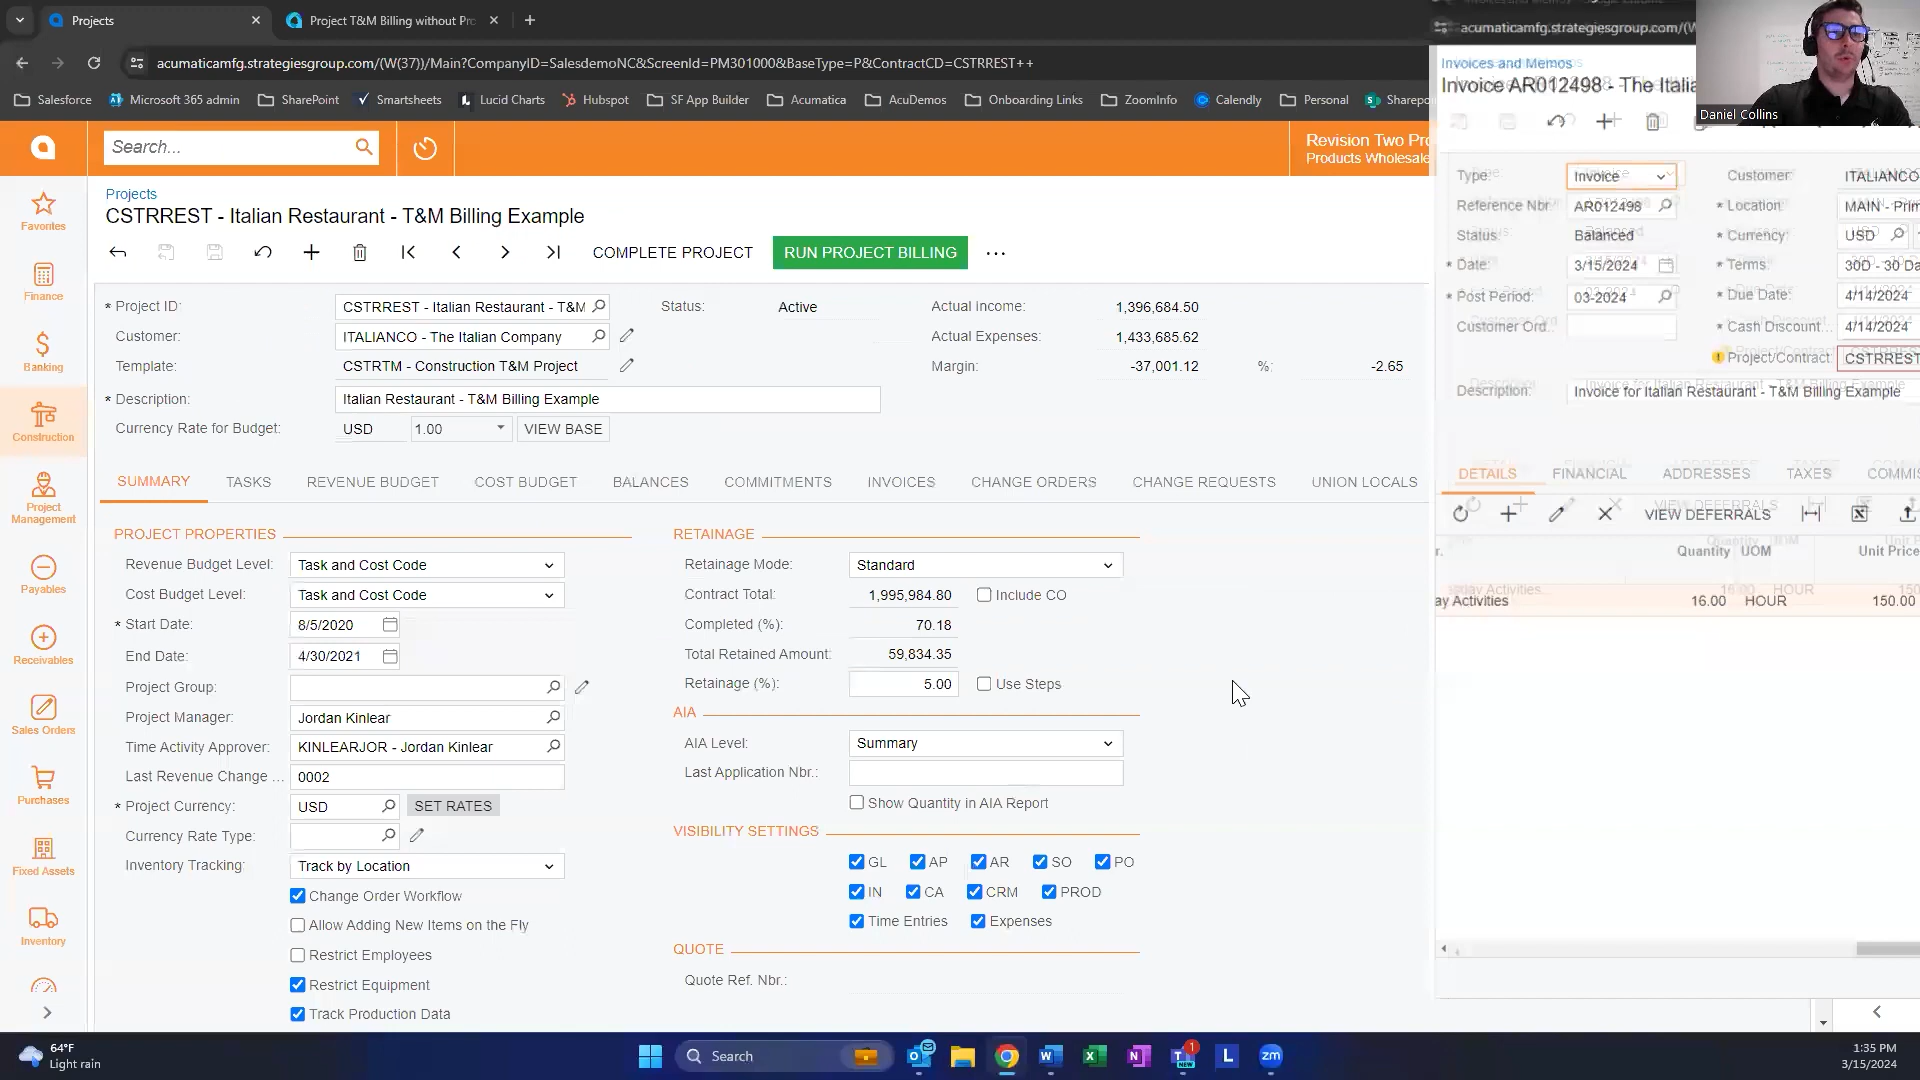 Projects
Project T&M Billing without Pro
acumaticamfg.strategiesgroup.com/(W(37))/Main?CompanyID=SalesdemoNC&ScreenId=PM301000&BaseType=P&ContractCD=CSTRREST++
Salesforce
Microsoft 365 admin
SharePoint
Smartsheets
Lucid Charts
Hubspot
SF App Builder
Acumatica
AcuDemos
Onboarding Links
ZoomInfo
Calendly
Personal
Sharepo
Search...
Revision Two Pro
Products Wholesale
Favorites
Finance
Banking
Construction
Project Management
Payables
Receivables
Sales Orders
Purchases
Fixed Assets
Inventory
Projects
CSTRREST - Italian Restaurant - T&M Billing Example
COMPLETE PROJECT
RUN PROJECT BILLING
* Project ID: CSTRREST - Italian Restaurant - T&M
Status: Active
Actual Income: 1,396,684.50
Customer: ITALIANCO - The Italian Company
Actual Expenses: 1,433,685.62
Template: CSTRTM - Construction T&M Project
Margin: -37,001.12 %: -2.65
* Description: Italian Restaurant - T&M Billing Example
Currency Rate for Budget: USD 1.00 VIEW BASE
SUMMARY TASKS REVENUE BUDGET COST BUDGET BALANCES COMMITMENTS INVOICES CHANGE ORDERS CHANGE REQUESTS UNION LOCALS
PROJECT PROPERTIES
Revenue Budget Level: Task and Cost Code
Cost Budget Level: Task and Cost Code
* Start Date: 8/5/2020
End Date: 4/30/2021
Project Group:
Project Manager: Jordan Kinlear
Time Activity Approver: KINLEARJOR - Jordan Kinlear
Last Revenue Change ... 0002
* Project Currency: USD SET RATES
Currency Rate Type:
Inventory Tracking: Track by Location
Change Order Workflow
Allow Adding New Items on the Fly
Restrict Employees
Restrict Equipment
Track Production Data
RETAINAGE
Retainage Mode: Standard
Contract Total: 1,995,984.80 Include CO
Completed (%): 70.18
Total Retained Amount: 59,834.35
Retainage (%): 5.00 Use Steps
AIA
AIA Level: Summary
Last Application Nbr.:
Show Quantity in AIA Report
VISIBILITY SETTINGS
GL AP AR SO PO
IN CA CRM PROD
Time Entries Expenses
QUOTE
Quote Ref. Nbr.:
acumaticamfg.strategiesgroup.com/(W
Invoices and Memos
Invoice AR012498 - The Italia
Daniel Collins
Type: Invoice
Customer: ITALIANCO
Reference Nbr.: AR012498
* Location: MAIN - Prim
Status: Balanced
* Currency: USD
* Date: 3/15/2024
* Terms: 30D - 30 Da
* Post Period: 03-2024
* Due Date: 4/14/2024
Customer Ord...
* Cash Discount... 4/14/2024
* Project/Contract: CSTRREST
Description: Invoice for Italian Restaurant - T&M Billing Example
DETAILS FINANCIAL ADDRESSES TAXES COMMIS
VIEW DEFERRALS
r. Quantity UOM Unit Price
ay Activities 16.00 HOUR 150.00
64°F
Light rain
Search
NEW
1
zm
1:35 PM
3/15/2024